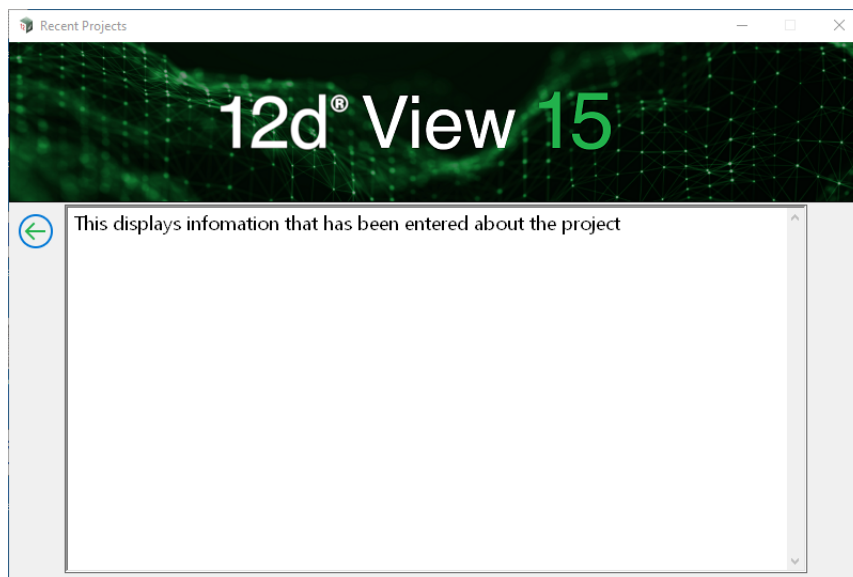 Recent Projects
12d® View 15
This displays infomation that has been entered about the project